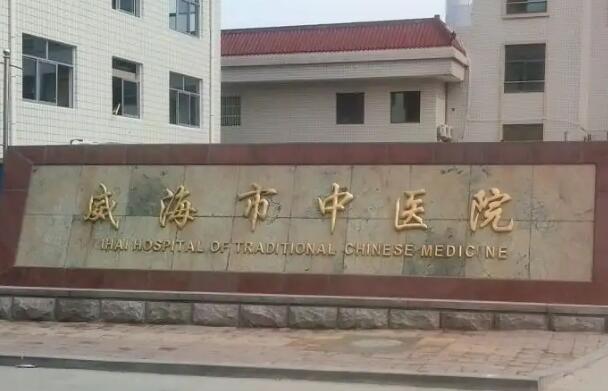 威海市中医院
IHAI HOSPITAL OF TRADITIONAL CHINESE MEDICINE